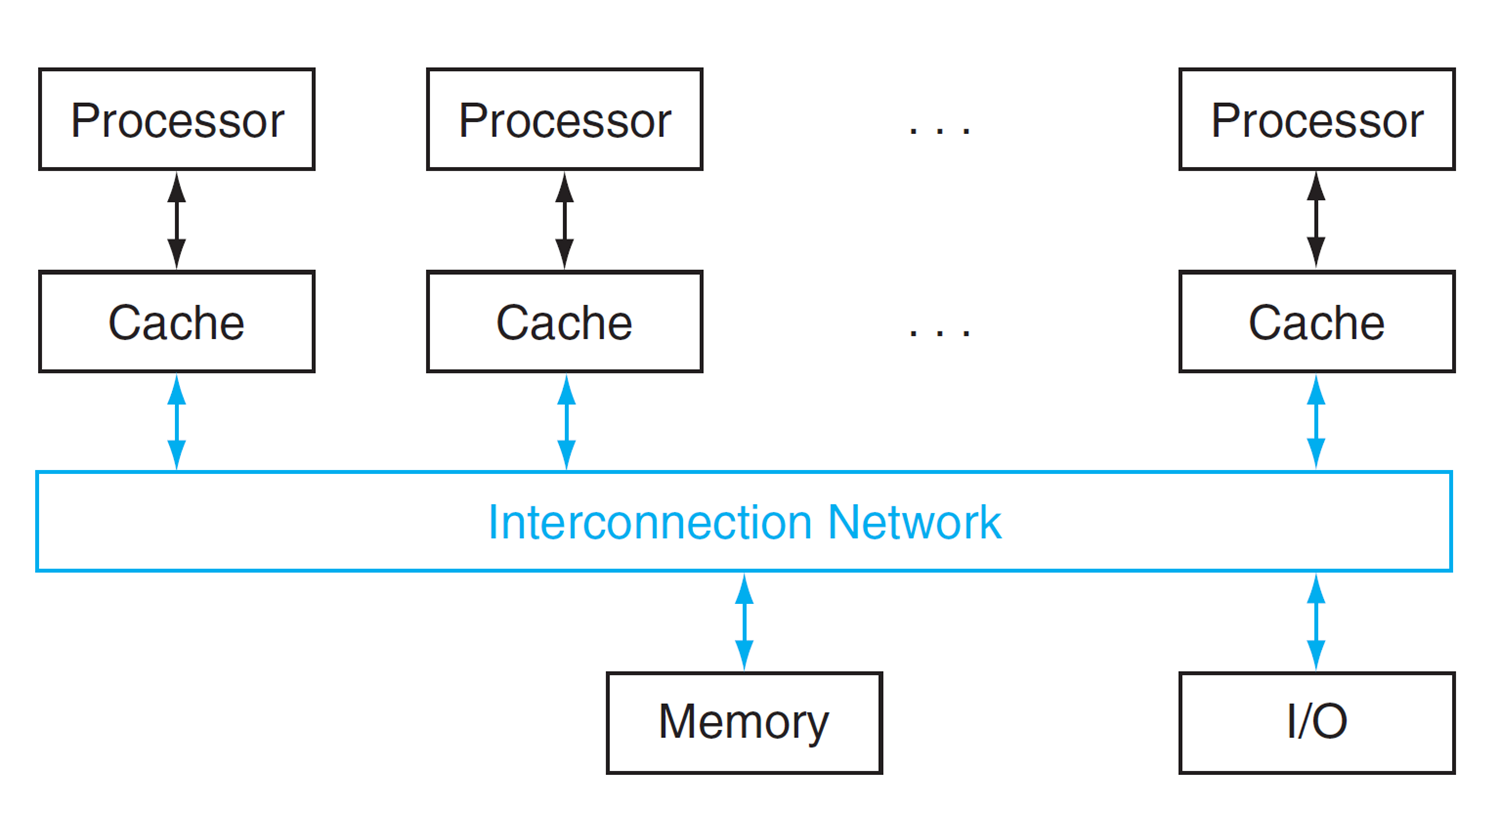 Processor Processor . . . Processor
Cache Cache . . . Cache
Interconnection Network
Memory I/O